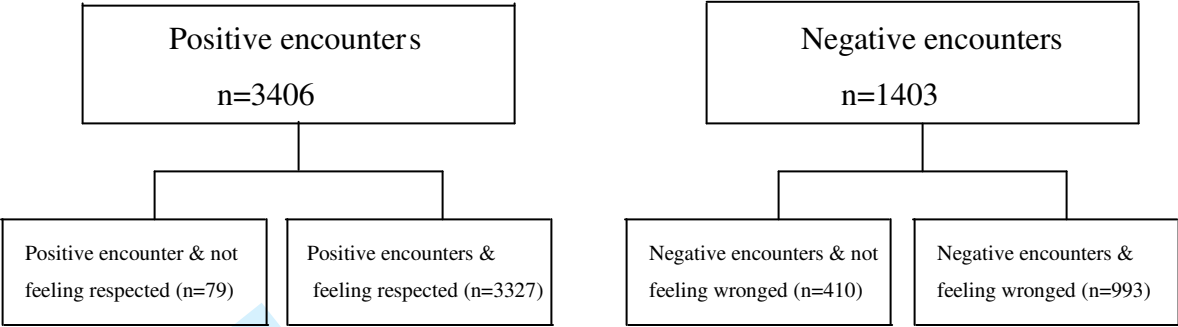 Positive encounters
n=3406
Negative encounters
n=1403
Positive encounter & not
feeling respected (n=79)
Positive encounters &
feeling respected (n=3327)
Negative encounters & not
feeling wronged (n=410)
Negative encounters &
feeling wronged (n=993)